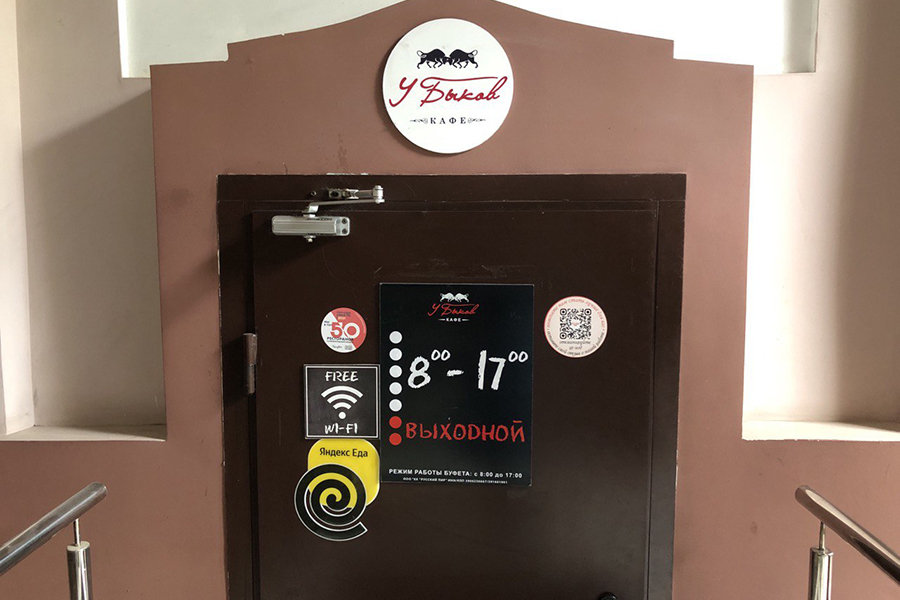 У Быков
КАФЕ
У Быков
КАФЕ
8⁰⁰ - 17⁰⁰
ВЫХОДНОЙ
РЕЖИМ РАБОТЫ БУФЕТА: с 8:00 до 17:00
50
FREE
WI-FI
Яндекс Еда